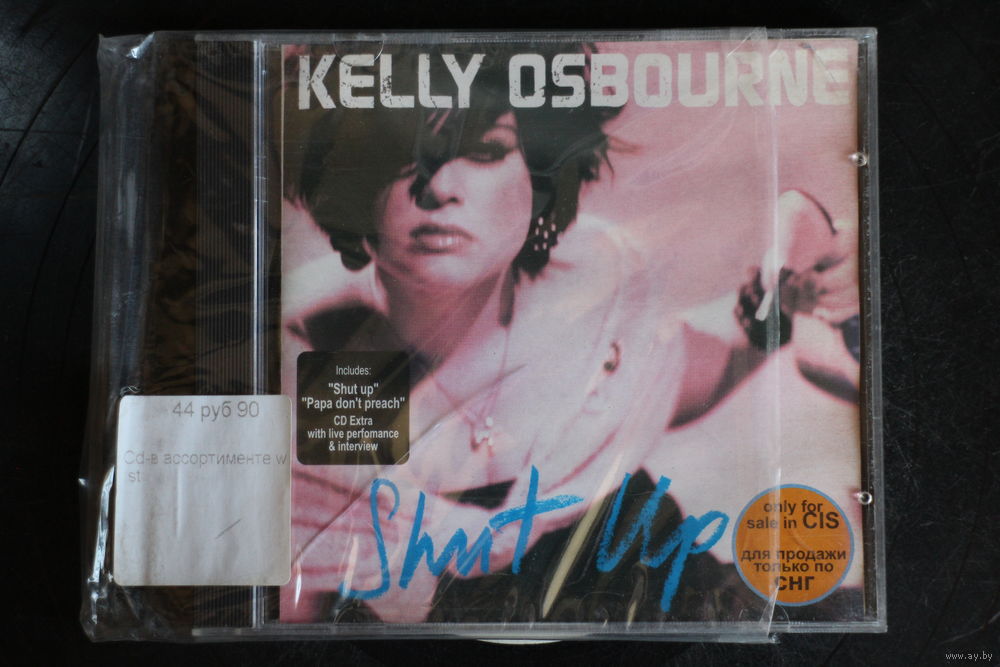 KELLY OSBOURNE
Includes:
"Shut up"
"Papa don't preach"
CD Extra
with live perfomance
& interview
44 руб 90
Cd-в ассортименте w
st
Shut Up
only for
sale in CIS
для продажи
только по
СНГ
www.ay.by